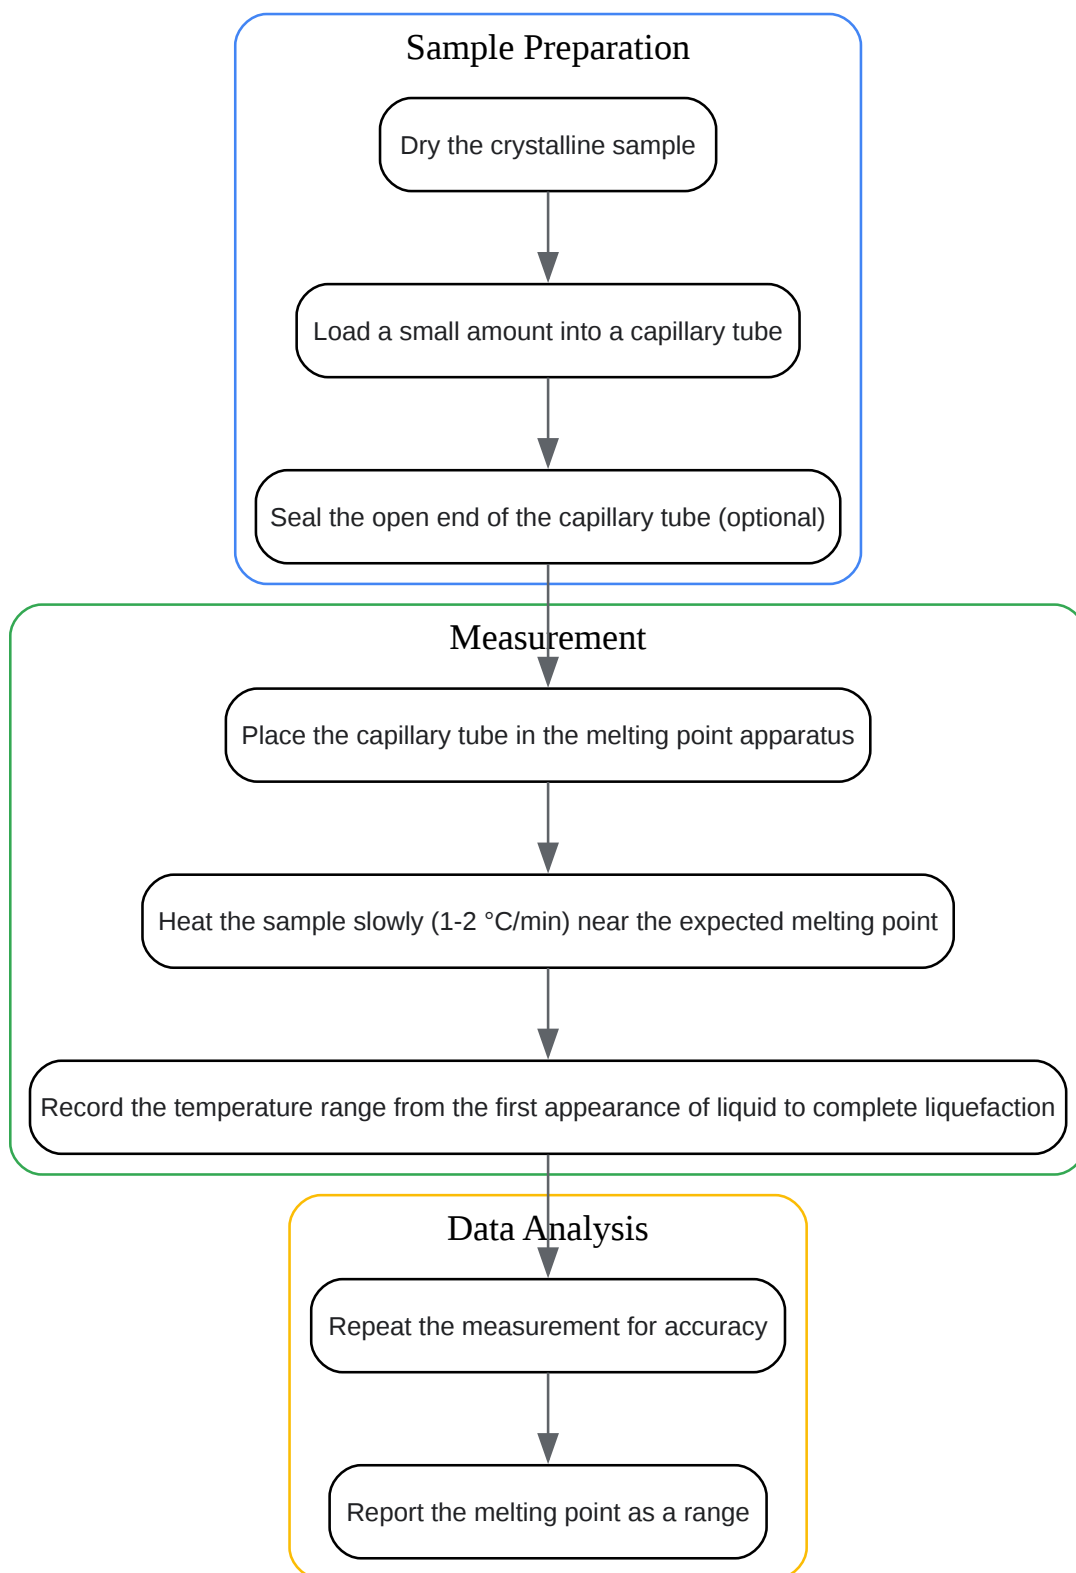 Sample Preparation
Dry the crystalline sample
Load a small amount into a capillary tube
Seal the open end of the capillary tube (optional)
Measurement
Place the capillary tube in the melting point apparatus
Heat the sample slowly (1-2 °C/min) near the expected melting point
Record the temperature range from the first appearance of liquid to complete liquefaction
Data Analysis
Repeat the measurement for accuracy
Report the melting point as a range